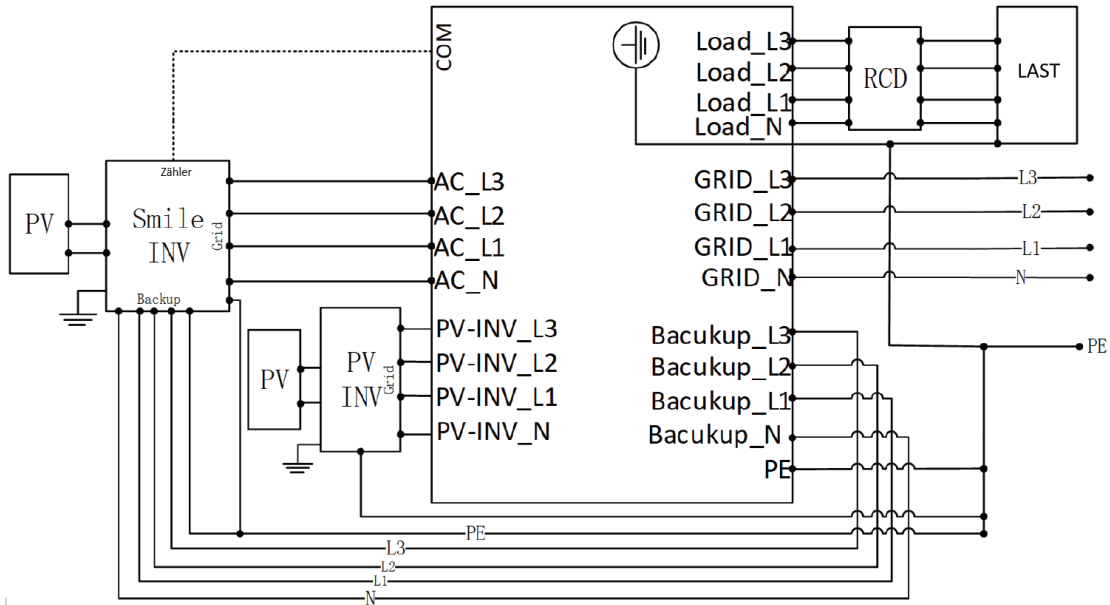 COM
Load_L3
Load_L2
Load_L1
Load_N
RCD
LAST
Zähler
PV
Smile
INV
Grid
Backup
AC_L3
AC_L2
AC_L1
AC_N
GRID_L3
GRID_L2
GRID_L1
GRID_N
L3
L2
L1
N
PV
PV
INV
Grid
PV-INV_L3
PV-INV_L2
PV-INV_L1
PV-INV_N
Bacukup_L3
Bacukup_L2
Bacukup_L1
Bacukup_N
PE
PE
PE
L3
L2
L1
N